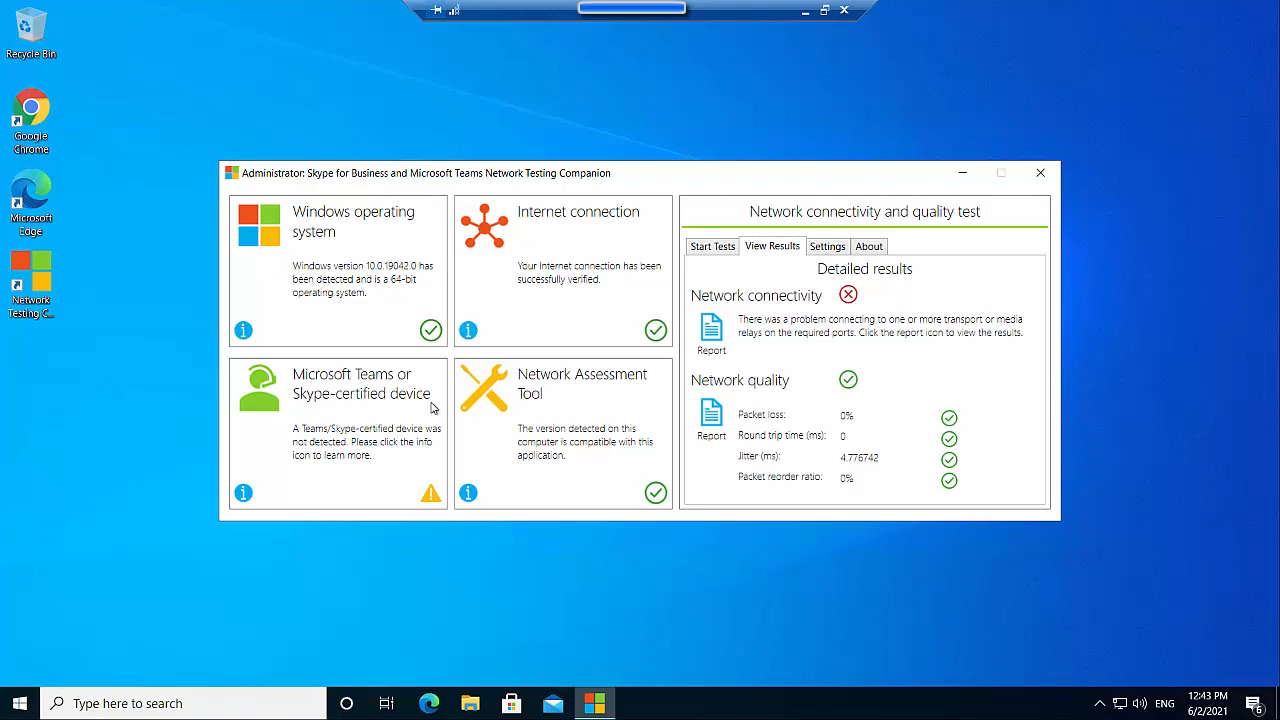 Recycle Bin
Google
Chrome
Microsoft
Edge
Network
Testing C...
Administrator: Skype for Business and Microsoft Teams Network Testing Companion
Windows operating
system
Windows version 10.0.19042.0 has
been detected and is a 64-bit
operating system.
Internet connection
Your Internet connection has been
successfully verified.
Microsoft Teams or
Skype-certified device
A Teams/Skype-certified device was
not detected. Please click the info
icon to learn more.
Network Assessment
Tool
The version detected on this
computer is compatible with this
application.
Network connectivity and quality test
Start Tests View Results Settings About
Detailed results
Network connectivity
There was a problem connecting to one or more transport or media
relays on the required ports. Click the report icon to view the results.
Report
Network quality
Report
Packet loss: 0%
Round trip time (ms): 0
Jitter (ms): 4.776742
Packet reorder ratio: 0%
Type here to search
ENG
12:43 PM
6/2/2021
6